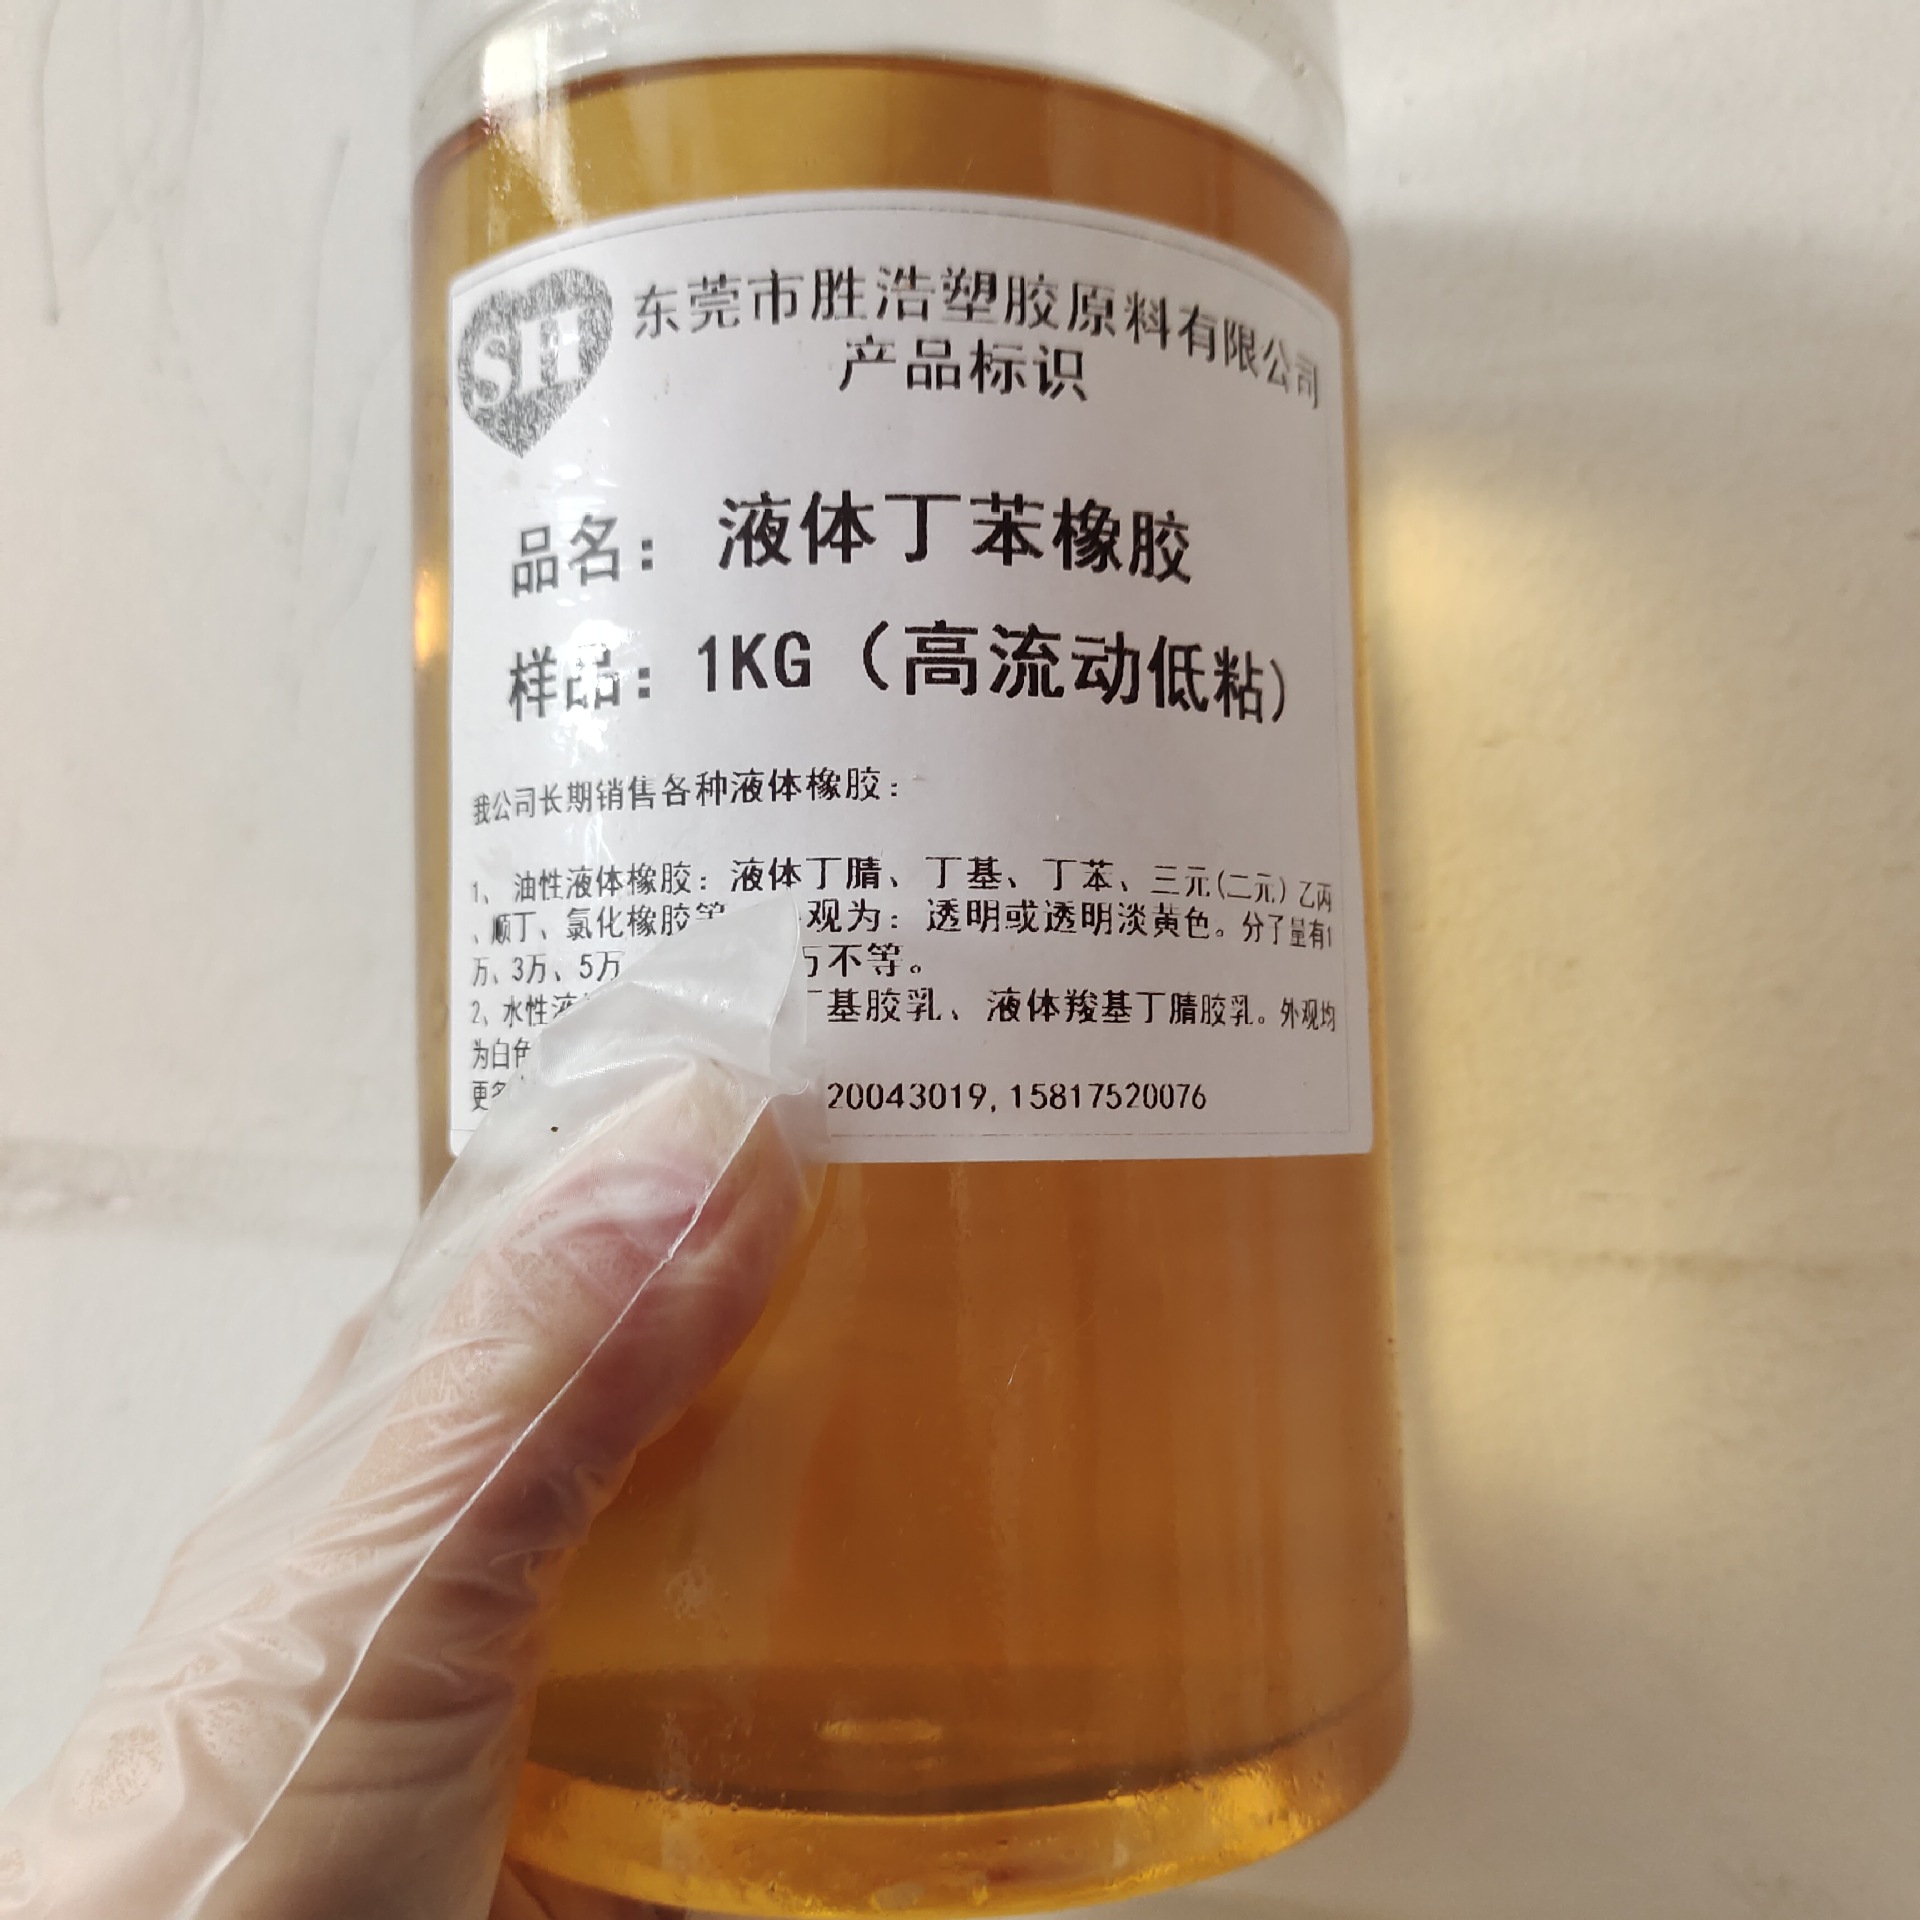 SH
东莞市胜浩塑胶原料有限公司
产品标识
品名： 液体丁苯橡胶
样品：1KG（高流动低粘）
我公司长期销售各种液体橡胶：
1、 油性液体橡胶：液体丁腈、丁基、丁苯、三元(二元) 乙丙
、顺丁、氯化橡胶等 观为：透明或透明淡黄色。分子量有1
万、3万、5万 万不等。
2、水性液 丁基胶乳、液体羧基丁腈胶乳。外观均
为白色
更多 20043019,15817520076